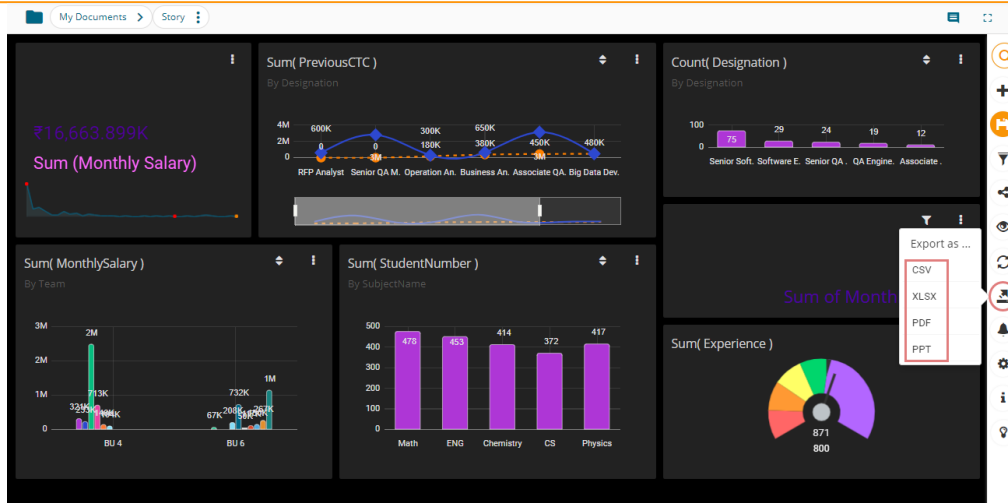 My Documents
Story
₹16,663.899K
Sum (Monthly Salary)
Sum( PreviousCTC )
By Designation
4M
2M
0
600K
0
3M
0
300K
180K
650K
380K
450K
3M
480K
RFP Analyst
Senior QA M.
Operation An.
Business An.
Associate QA.
Big Data Dev.
Count( Designation )
By Designation
100
0
75
29
24
19
12
Senior Soft.
Software E.
Senior QA .
QA Engine.
Associate .
Sum of Month
Export as ...
CSV
XLSX
PDF
PPT
Sum( MonthlySalary )
By Team
3M
2M
1M
0
2M
713K
67K
732K
1M
BU 4
BU 6
Sum( StudentNumber )
By SubjectName
500
400
300
200
100
0
478
453
414
372
417
Math
ENG
Chemistry
CS
Physics
Sum( Experience )
871
800